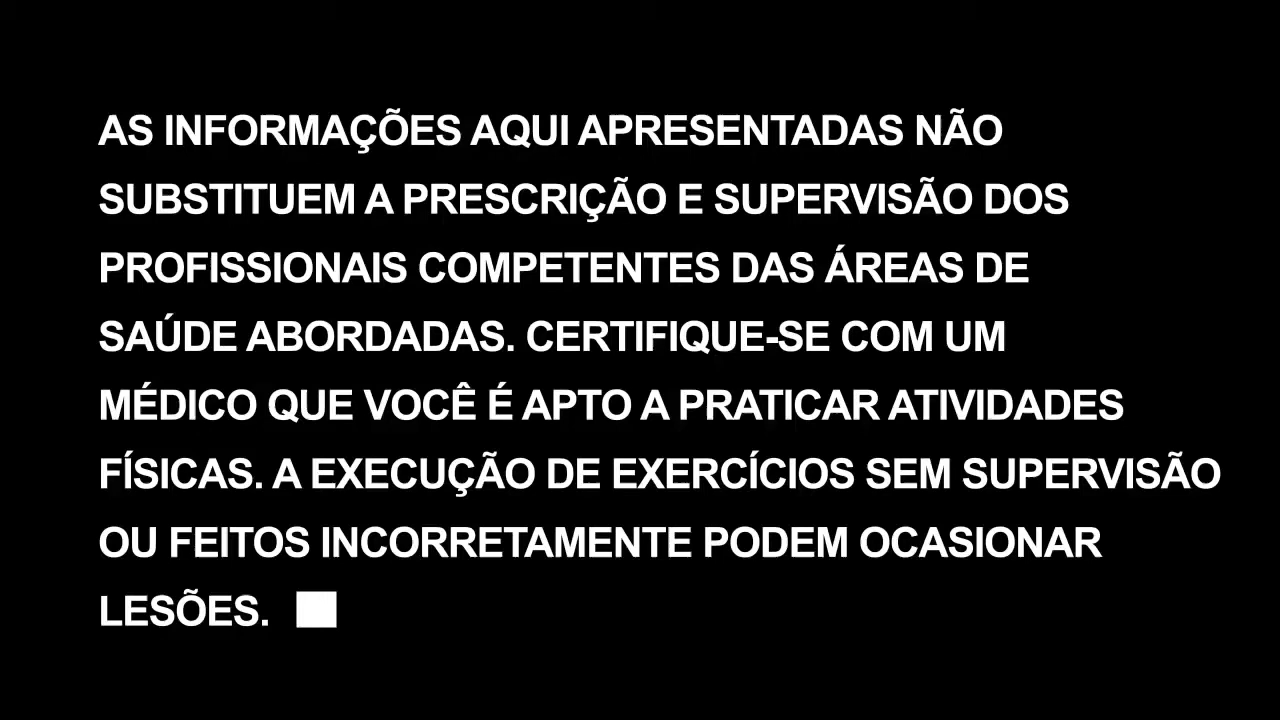 AS INFORMAÇÕES AQUI APRESENTADAS NÃO
SUBSTITUEM A PRESCRIÇÃO E SUPERVISÃO DOS
PROFISSIONAIS COMPETENTES DAS ÁREAS DE
SAÚDE ABORDADAS. CERTIFIQUE-SE COM UM
MÉDICO QUE VOCÊ É APTO A PRATICAR ATIVIDADES
FÍSICAS. A EXECUÇÃO DE EXERCÍCIOS SEM SUPERVISÃO
OU FEITOS INCORRETAMENTE PODEM OCASIONAR
LESÕES.